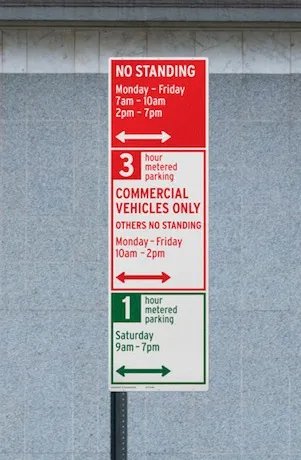 NO STANDING
Monday – Friday
7am – 10am
2pm – 7pm
3 hour
metered
parking
COMMERCIAL
VEHICLES ONLY
OTHERS NO STANDING
Monday – Friday
10am – 2pm
1 hour
metered
parking
Saturday
9am – 7pm